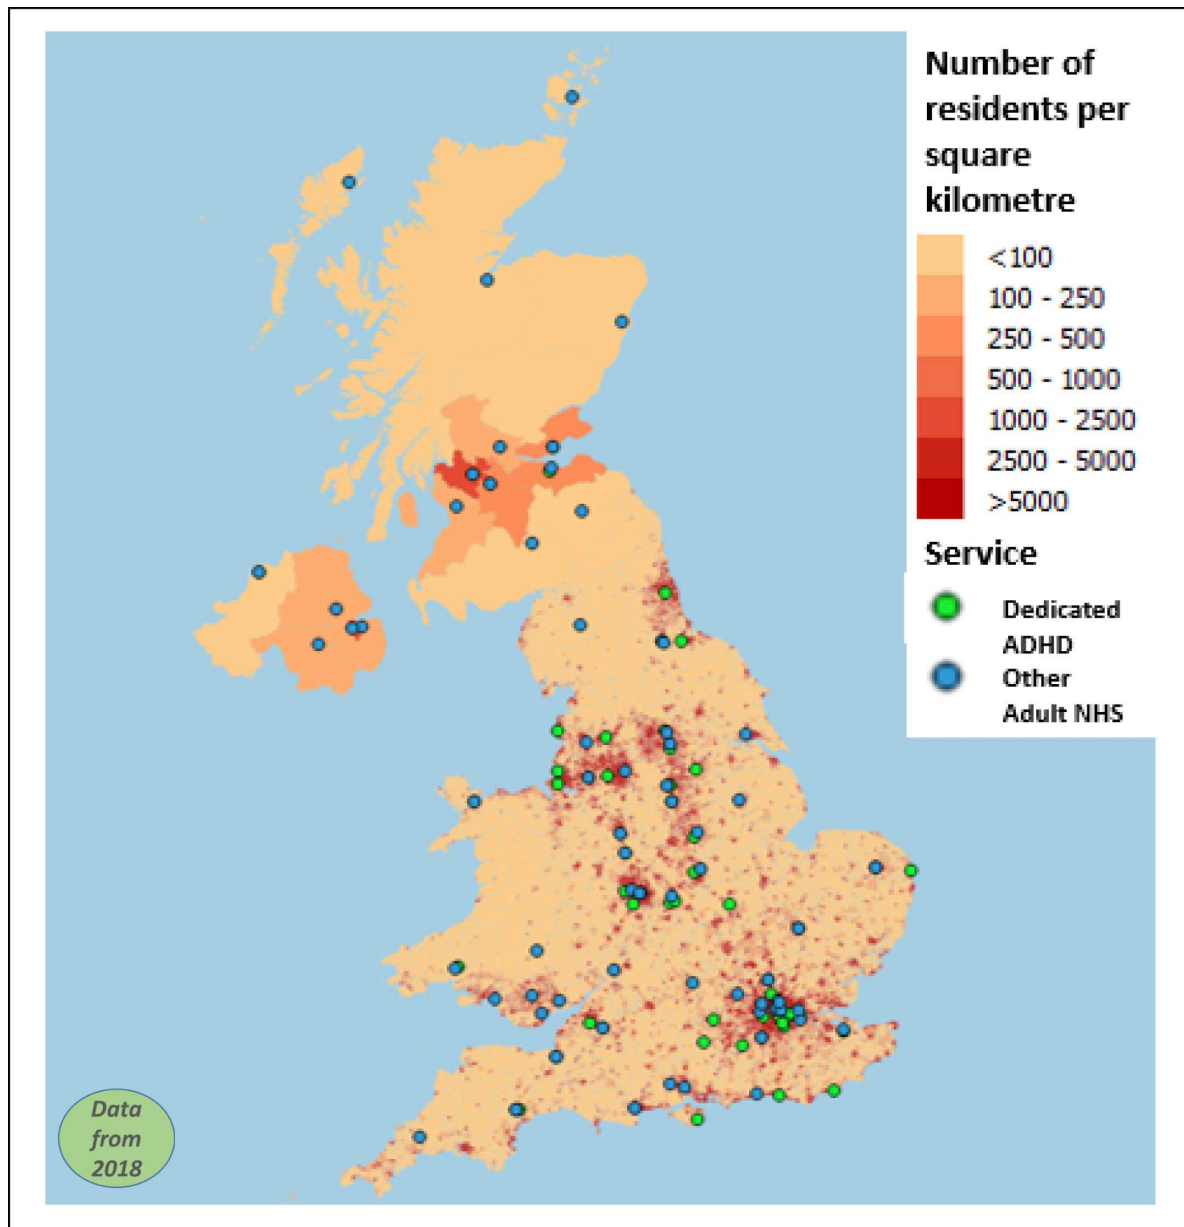 Number of
residents per
square
kilometre
<100
100 - 250
250 - 500
500 - 1000
1000 - 2500
2500 - 5000
>5000
Service
Dedicated
ADHD
Other
Adult NHS
Data
from
2018